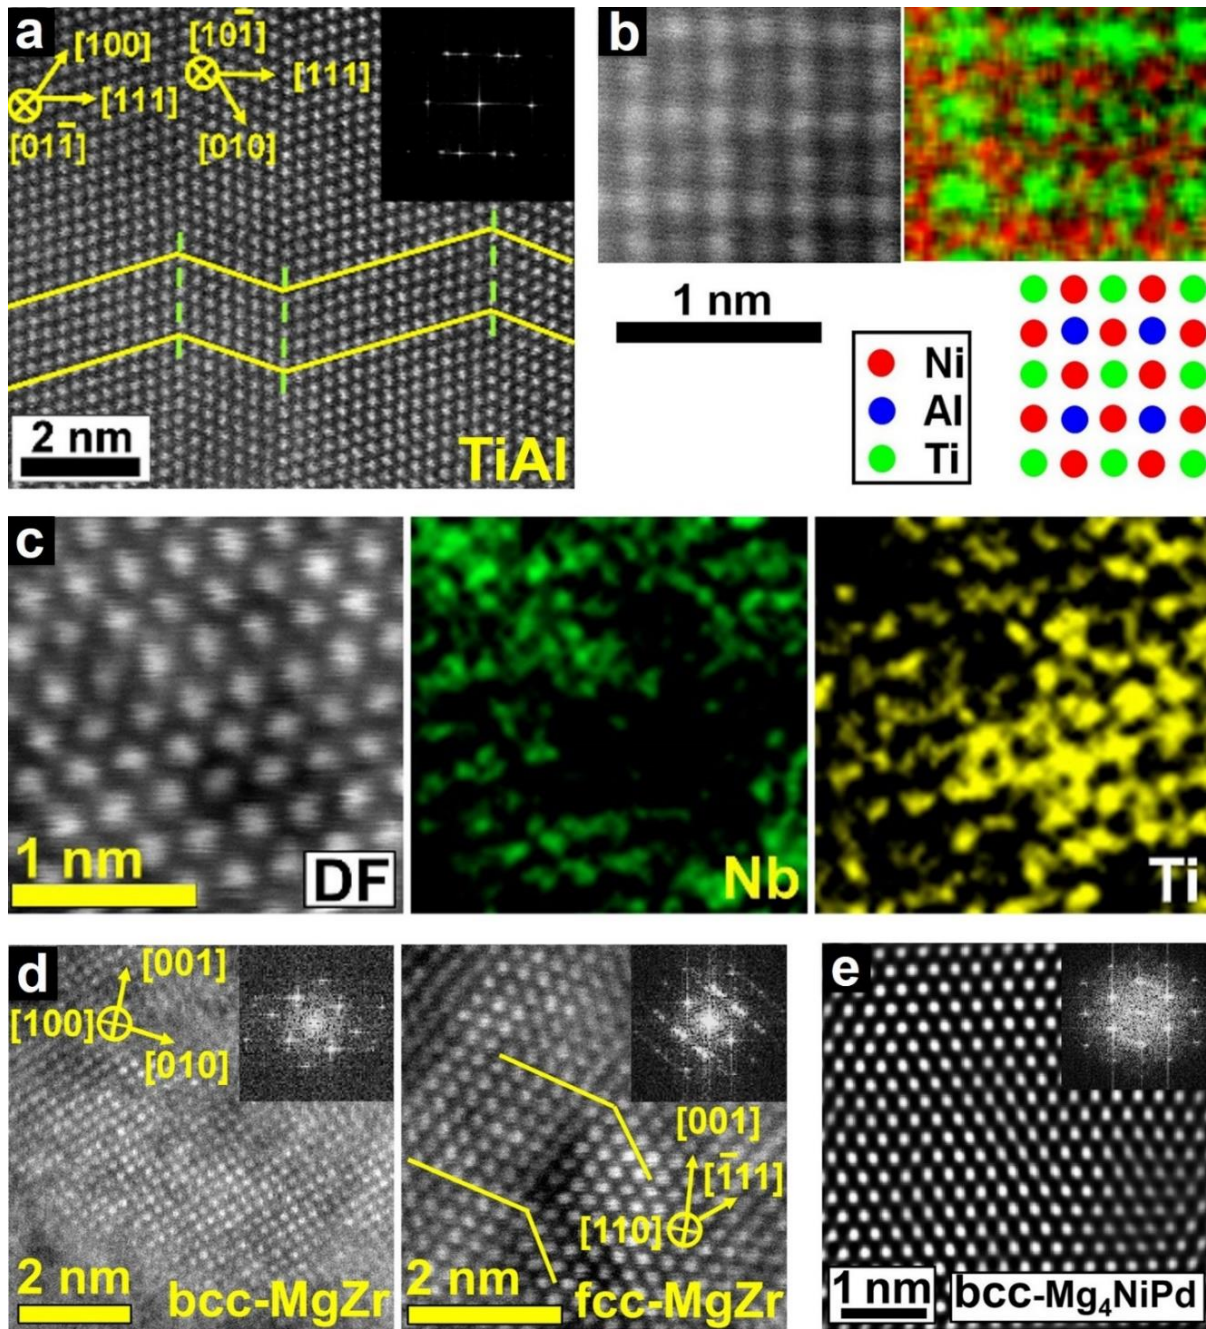 a
[100]
[111]
[011̄]
[101̄]
[111]
[010]
2 nm
TiAl
b
1 nm
Ni
Al
Ti
c
1 nm
DF
Nb
Ti
d
[001]
[100]
[010]
2 nm
bcc-MgZr
[001]
[1̄11]
[110]
2 nm
fcc-MgZr
e
1 nm
bcc-Mg₄NiPd